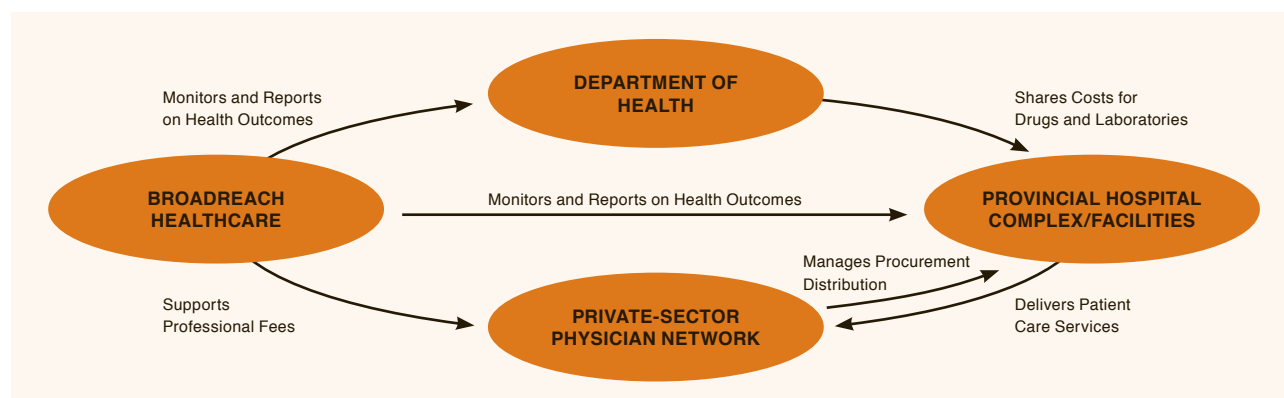 DEPARTMENT OF
HEALTH
Monitors and Reports
on Health Outcomes
Shares Costs for
Drugs and Laboratories
BROADREACH
HEALTHCARE
Monitors and Reports on Health Outcomes
PROVINCIAL HOSPITAL
COMPLEX/FACILITIES
Manages Procurement
Distribution
Supports
Professional Fees
PRIVATE-SECTOR
PHYSICIAN NETWORK
Delivers Patient
Care Services